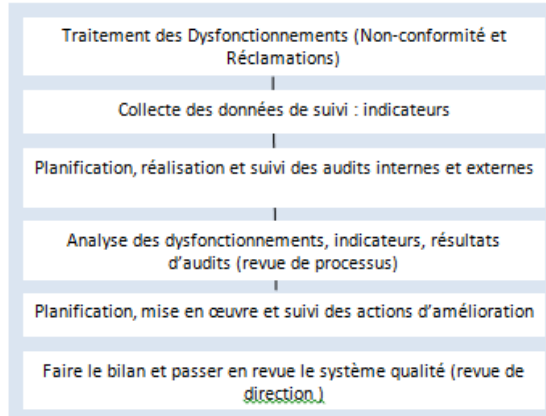 Traitement des Dysfonctionnements (Non-conformité et
Réclamations)
Collecte des données de suivi : indicateurs
Planification, réalisation et suivi des audits internes et externes
Analyse des dysfonctionnements, indicateurs, résultats
d'audits (revue de processus)
Planification, mise en œuvre et suivi des actions d'amélioration
Faire le bilan et passer en revue le système qualité (revue de
direction )